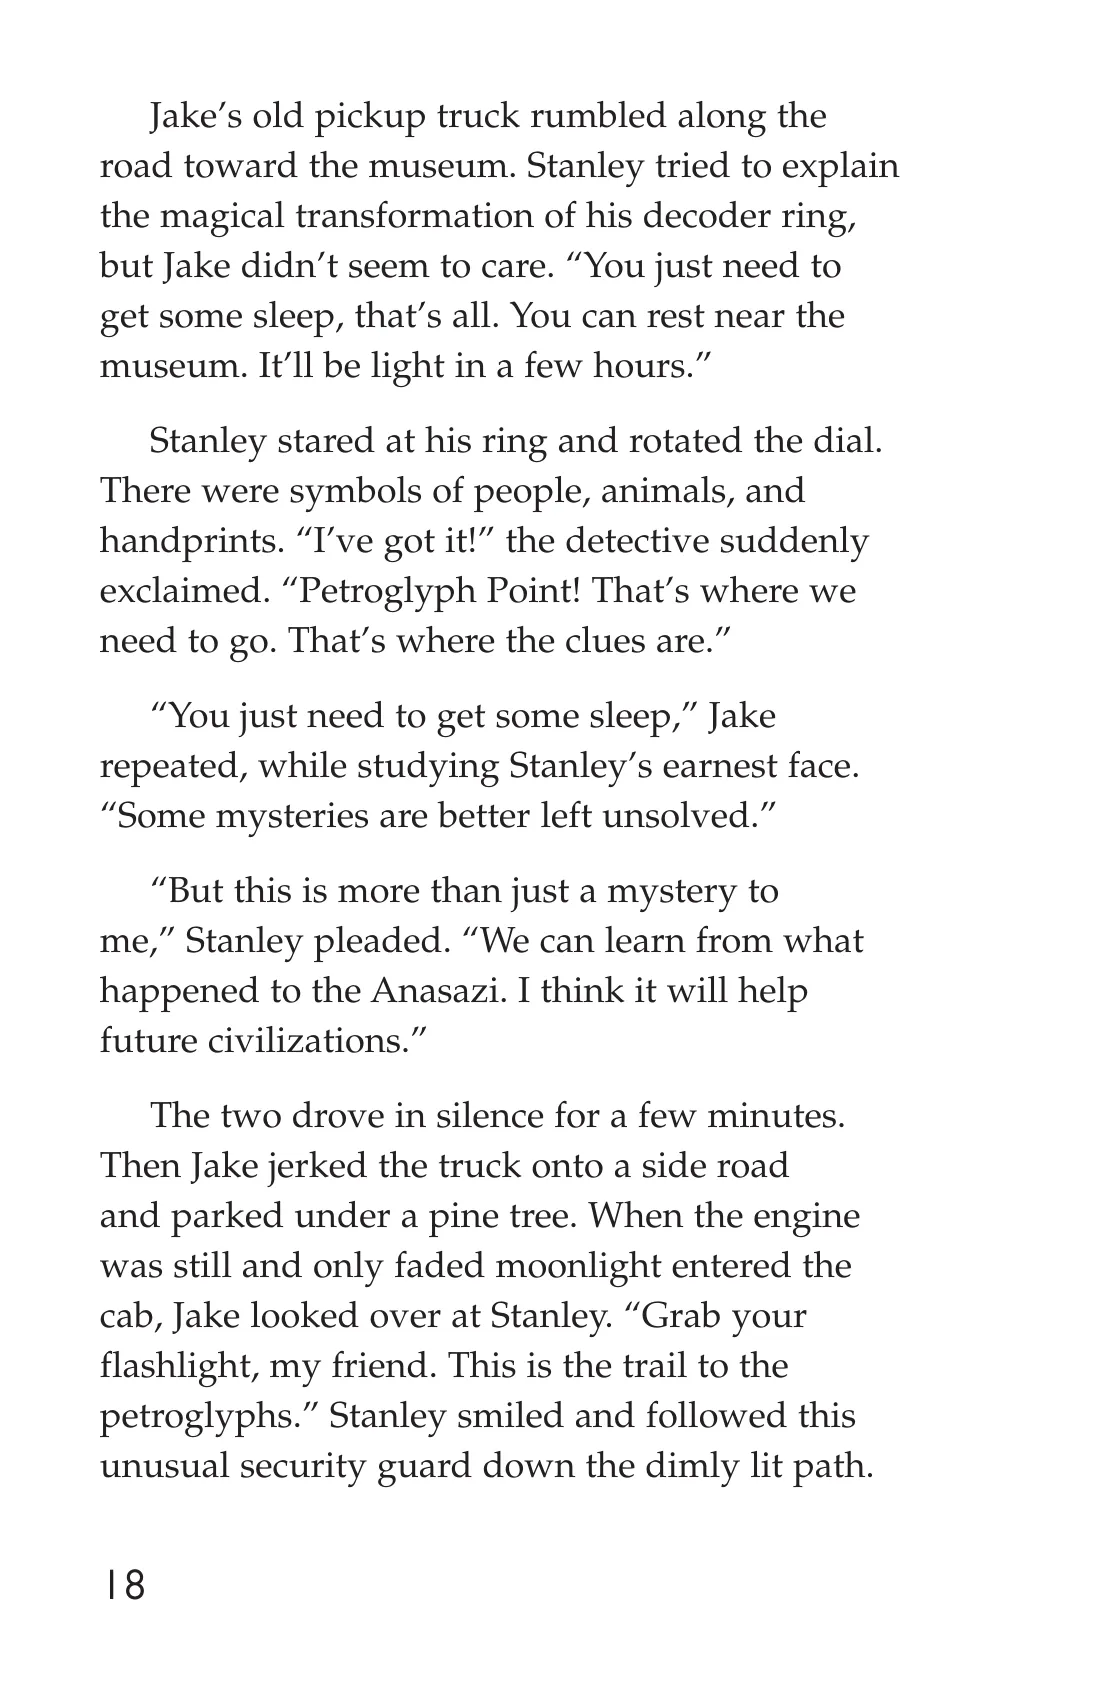 Jake’s old pickup truck rumbled along the
road toward the museum. Stanley tried to explain
the magical transformation of his decoder ring,
but Jake didn’t seem to care. “You just need to
get some sleep, that’s all. You can rest near the
museum. It’ll be light in a few hours.”
Stanley stared at his ring and rotated the dial.
There were symbols of people, animals, and
handprints. “I’ve got it!” the detective suddenly
exclaimed. “Petroglyph Point! That’s where we
need to go. That’s where the clues are.”
“You just need to get some sleep,” Jake
repeated, while studying Stanley’s earnest face.
“Some mysteries are better left unsolved.”
“But this is more than just a mystery to
me,” Stanley pleaded. “We can learn from what
happened to the Anasazi. I think it will help
future civilizations.”
The two drove in silence for a few minutes.
Then Jake jerked the truck onto a side road
and parked under a pine tree. When the engine
was still and only faded moonlight entered the
cab, Jake looked over at Stanley. “Grab your
flashlight, my friend. This is the trail to the
petroglyphs.” Stanley smiled and followed this
unusual security guard down the dimly lit path.
18